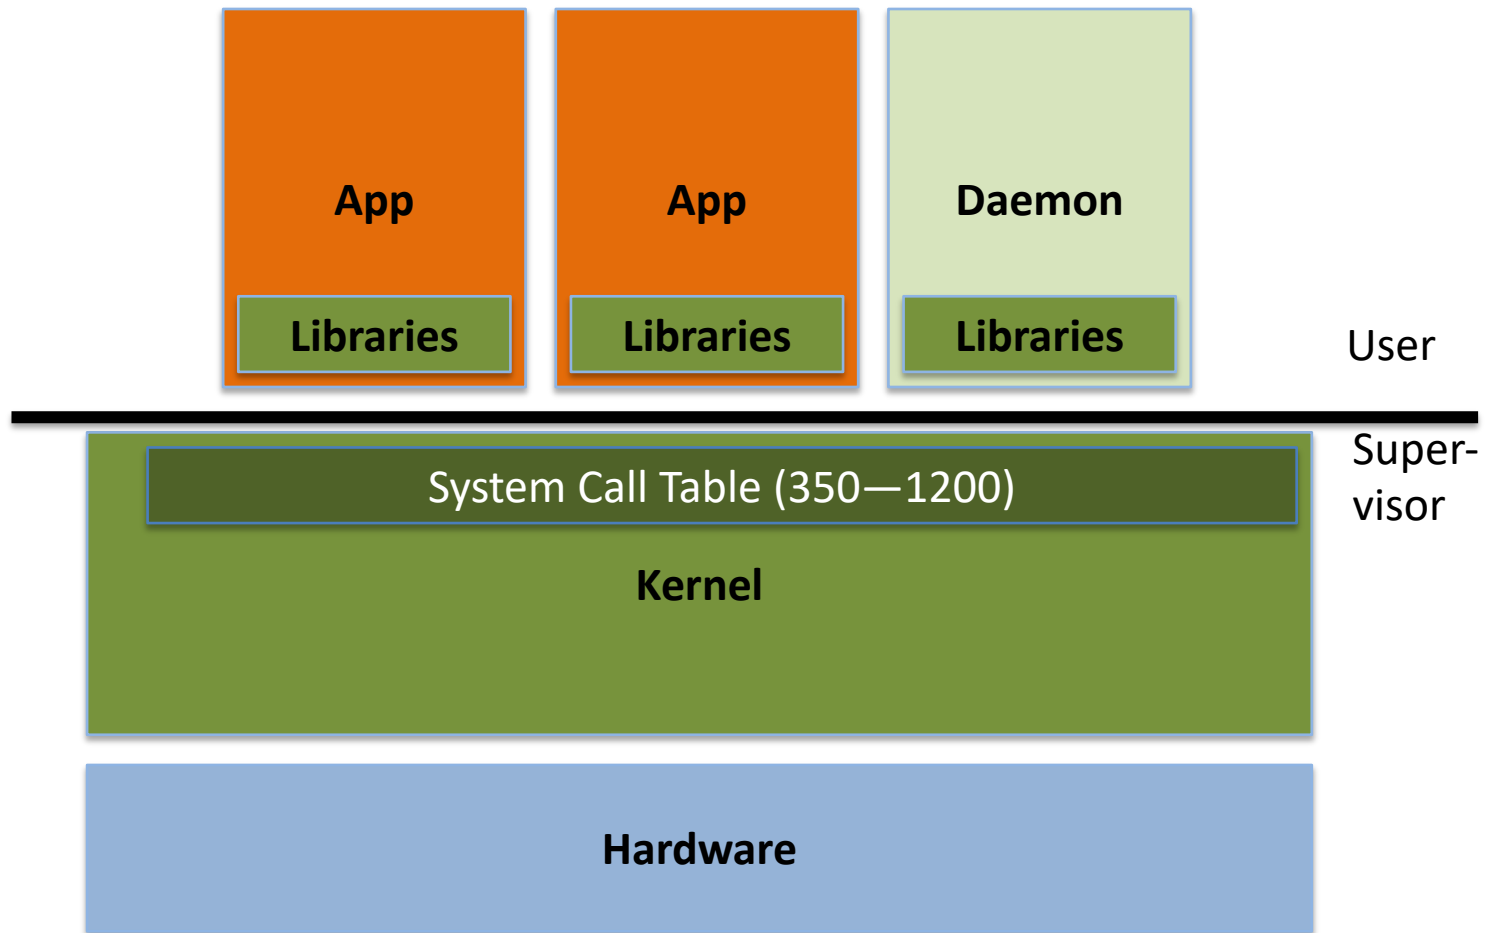 App
App
Daemon
Libraries
Libraries
Libraries
User
Super-
visor
System Call Table (350—1200)
Kernel
Hardware